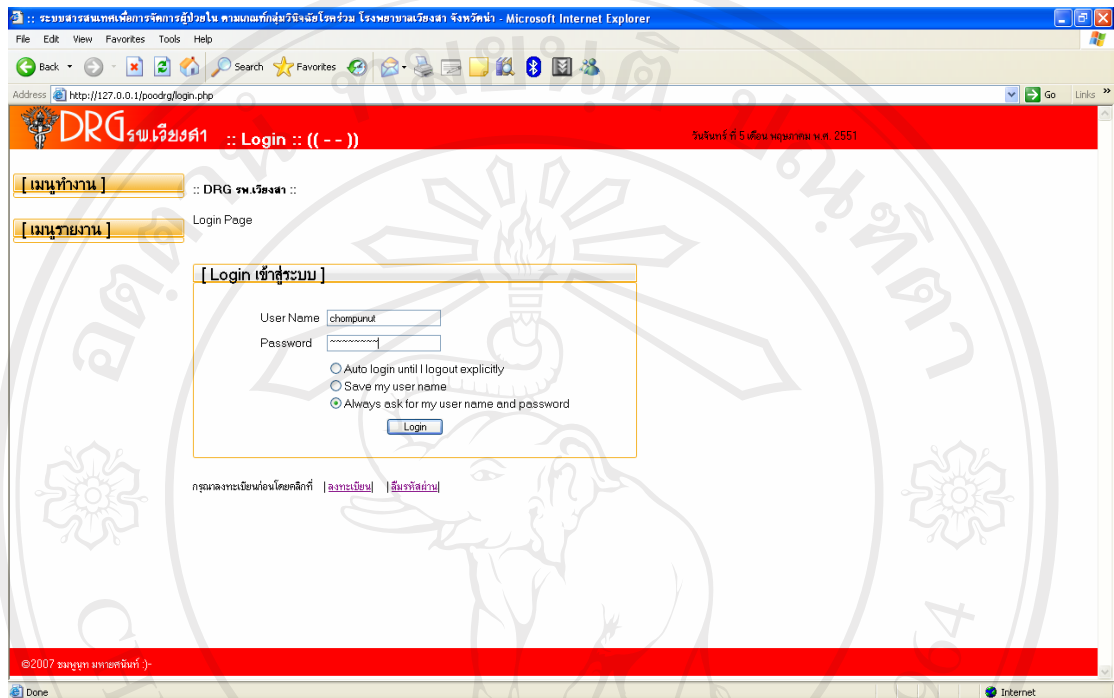 :: ระบบสารสนเทศเพื่อการจัดการผู้ป่วยใน ตามเกณฑ์กลุ่มวินิจฉัยโรคร่วม โรงพยาบาลเวียงสา จังหวัดน่า - Microsoft Internet Explorer
File Edit View Favorites Tools Help
Back Search Favorites
Address http://127.0.0.1/poodrg/login.php Go Links »
DRG รพ.เวียงสา :: Login :: (( - - ))
วันจันทร์ ที่ 5 เดือน พฤษภาคม พ.ศ. 2551
[ เมนูทำงาน ]
:: DRG รพ.เวียงสา ::
Login Page
[ เมนูรายงาน ]
[ Login เข้าสู่ระบบ ]
User Name chompunut
Password ~~~~~~~~
Auto login until I logout explicitly
Save my user name
Always ask for my user name and password
Login
กรุณาลงทะเบียนก่อนโดยคลิกที่ |ลงทะเบียน| |ลืมรหัสผ่าน|
©2007 ชมพูนุท มหายศนันท์ :)-
Done Internet